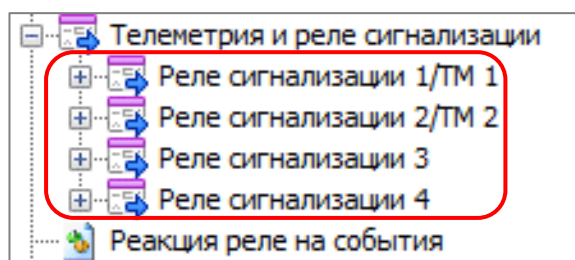 Телеметрия и реле сигнализации
Реле сигнализации 1/ТМ 1
Реле сигнализации 2/ТМ 2
Реле сигнализации 3
Реле сигнализации 4
Реакция реле на события